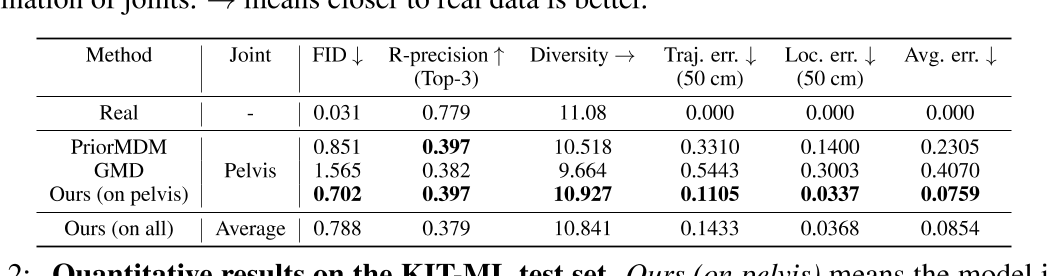 mation of joints. → means closer to real data is better.
Method Joint FID ↓ R-precision ↑ Diversity → Traj. err. ↓ Loc. err. ↓ Avg. err. ↓
(Top-3) (50 cm) (50 cm)
Real - 0.031 0.779 11.08 0.000 0.000 0.000
PriorMDM 0.851 0.397 10.518 0.3310 0.1400 0.2305
GMD Pelvis 1.565 0.382 9.664 0.5443 0.3003 0.4070
Ours (on pelvis) 0.702 0.397 10.927 0.1105 0.0337 0.0759
Ours (on all) Average 0.788 0.379 10.841 0.1433 0.0368 0.0854
2: Quantitative results on the KIT-ML test set. Ours (on pelvis) means the model i